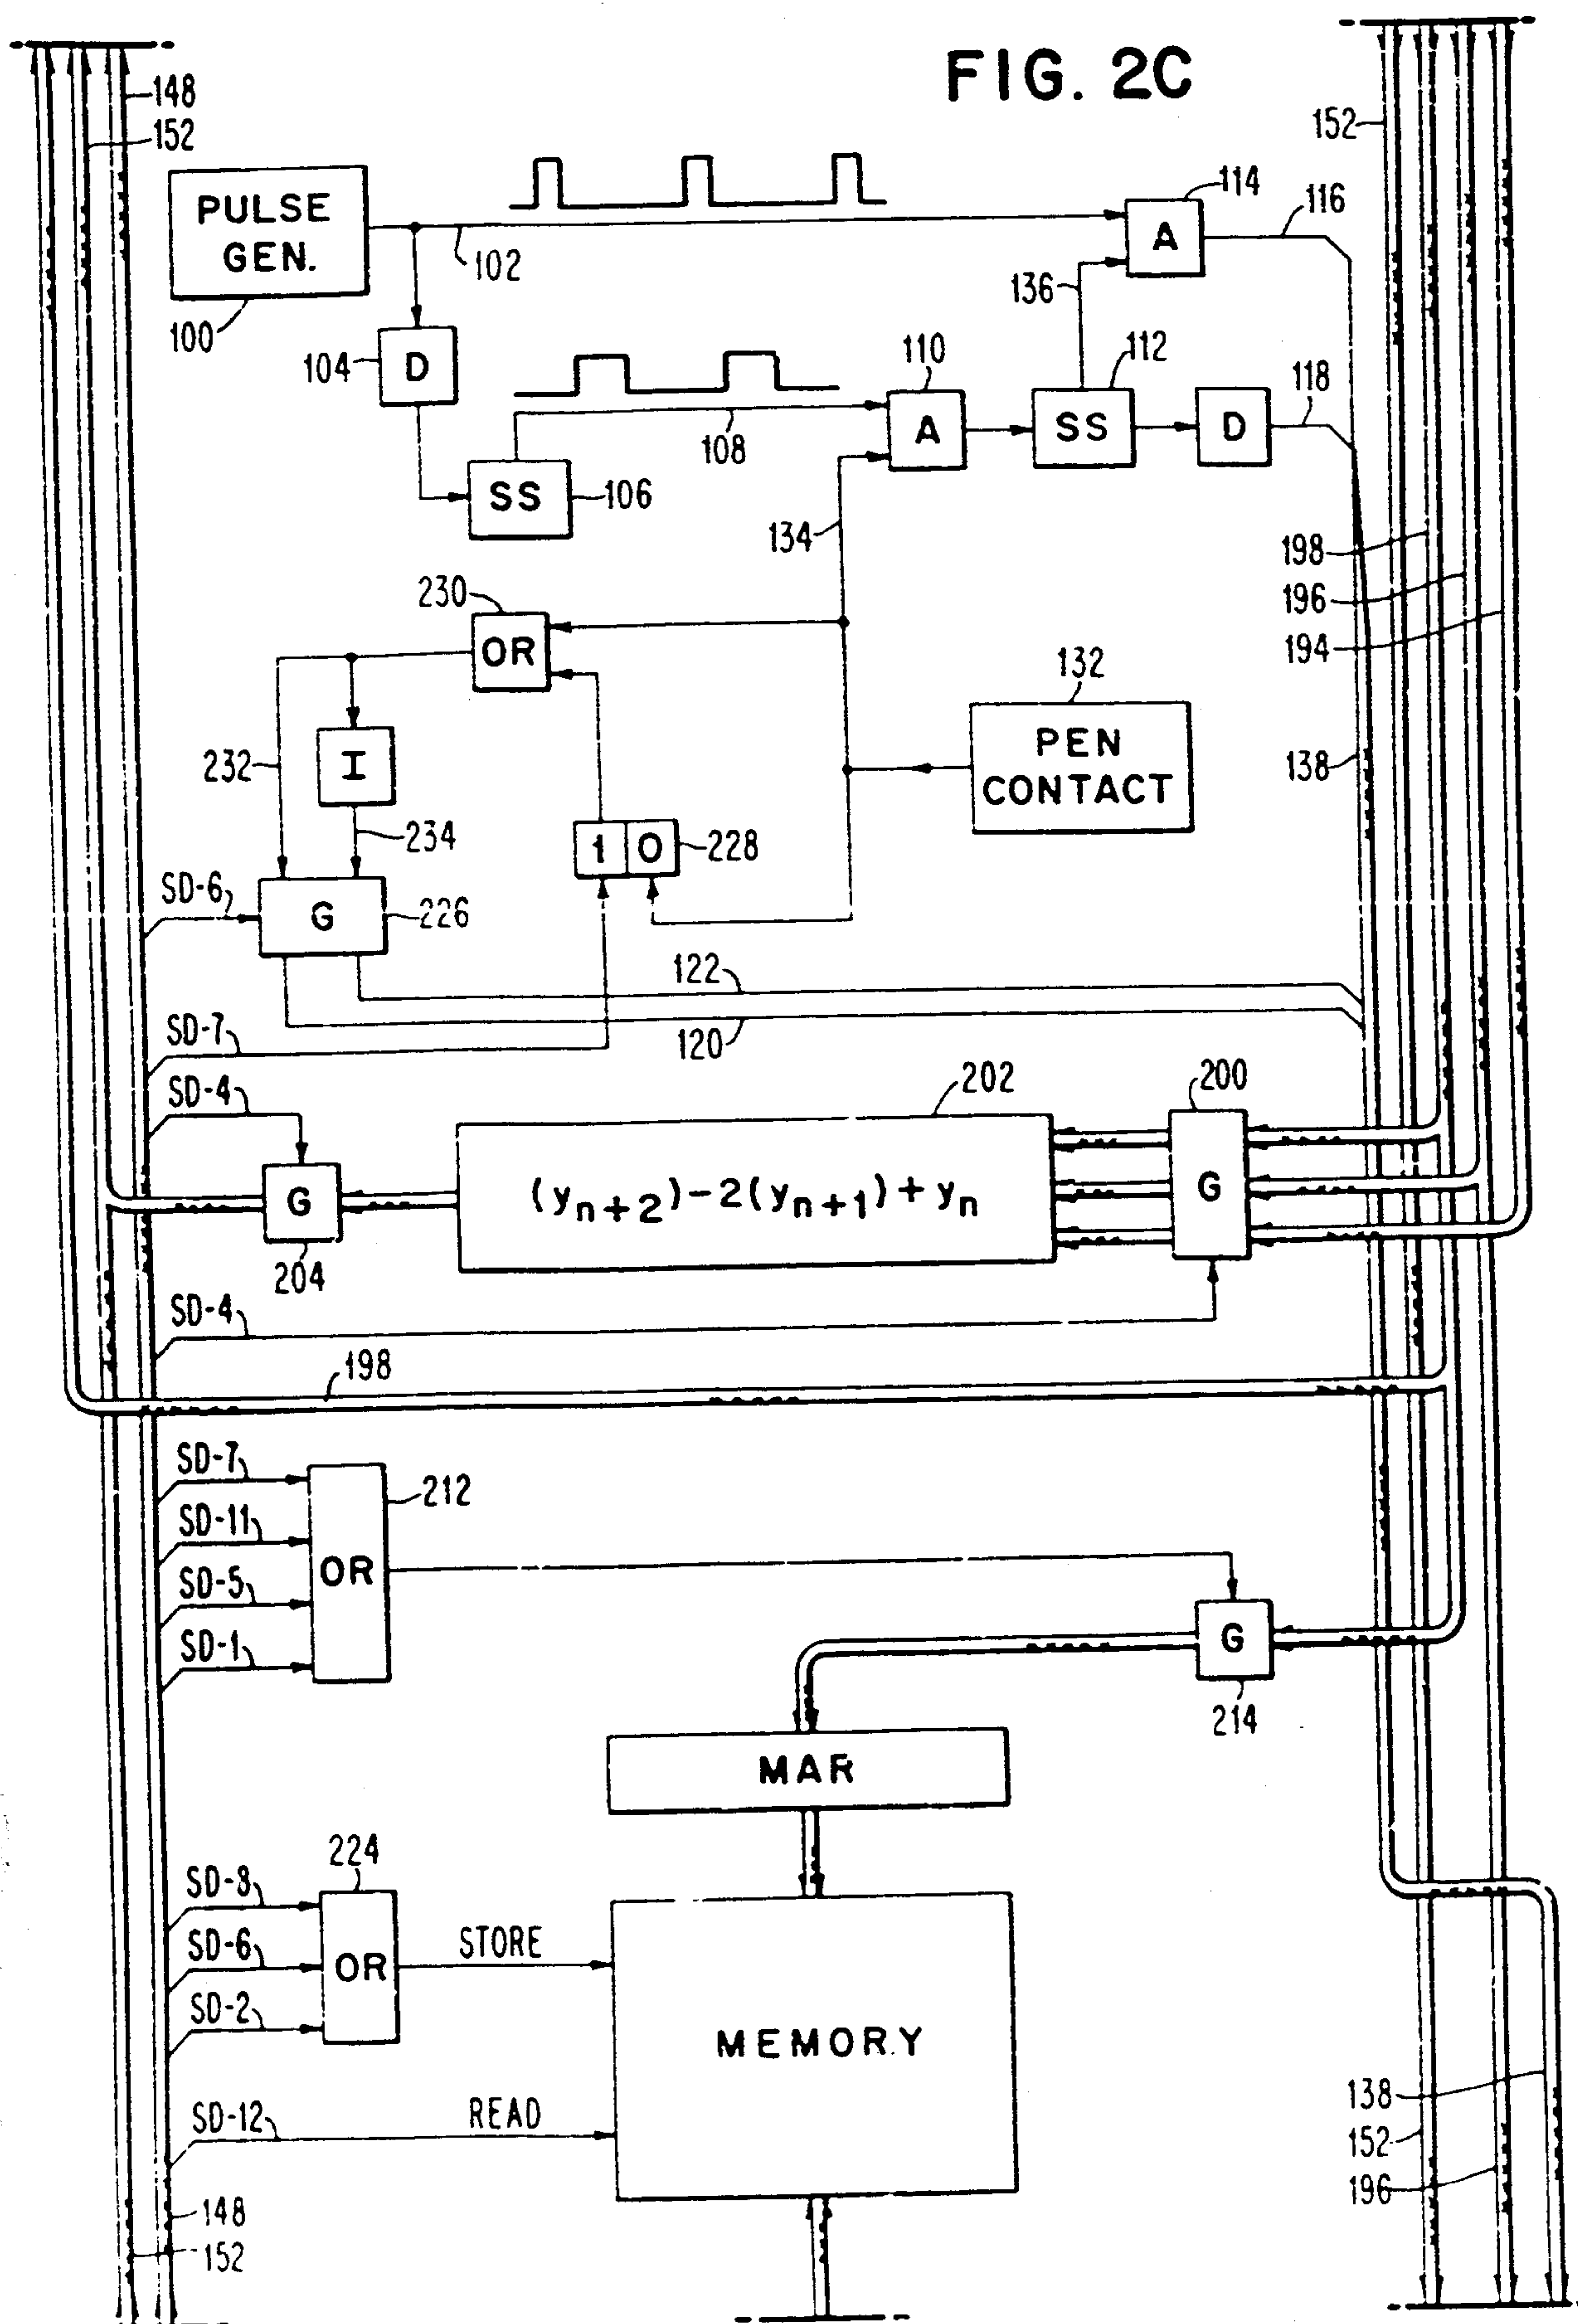 FIG. 2C
148
152
152
PULSE
GEN.
100
102
114
A
116
136
104
D
110
112
118
A
SS
D
108
SS
106
134
198
196
194
230
OR
132
PEN
CONTACT
138
232
I
234
1 0
228
SD-6
G
226
122
120
SD-7
SD-4
202
200
(yn+2)-2(yn+1)+yn
G
G
204
SD-4
198
SD-7
212
SD-11
OR
SD-5
SD-1
G
214
MAR
224
SD-8
SD-6
OR
STORE
SD-2
MEMORY
SD-12
READ
138
152
196
148
152